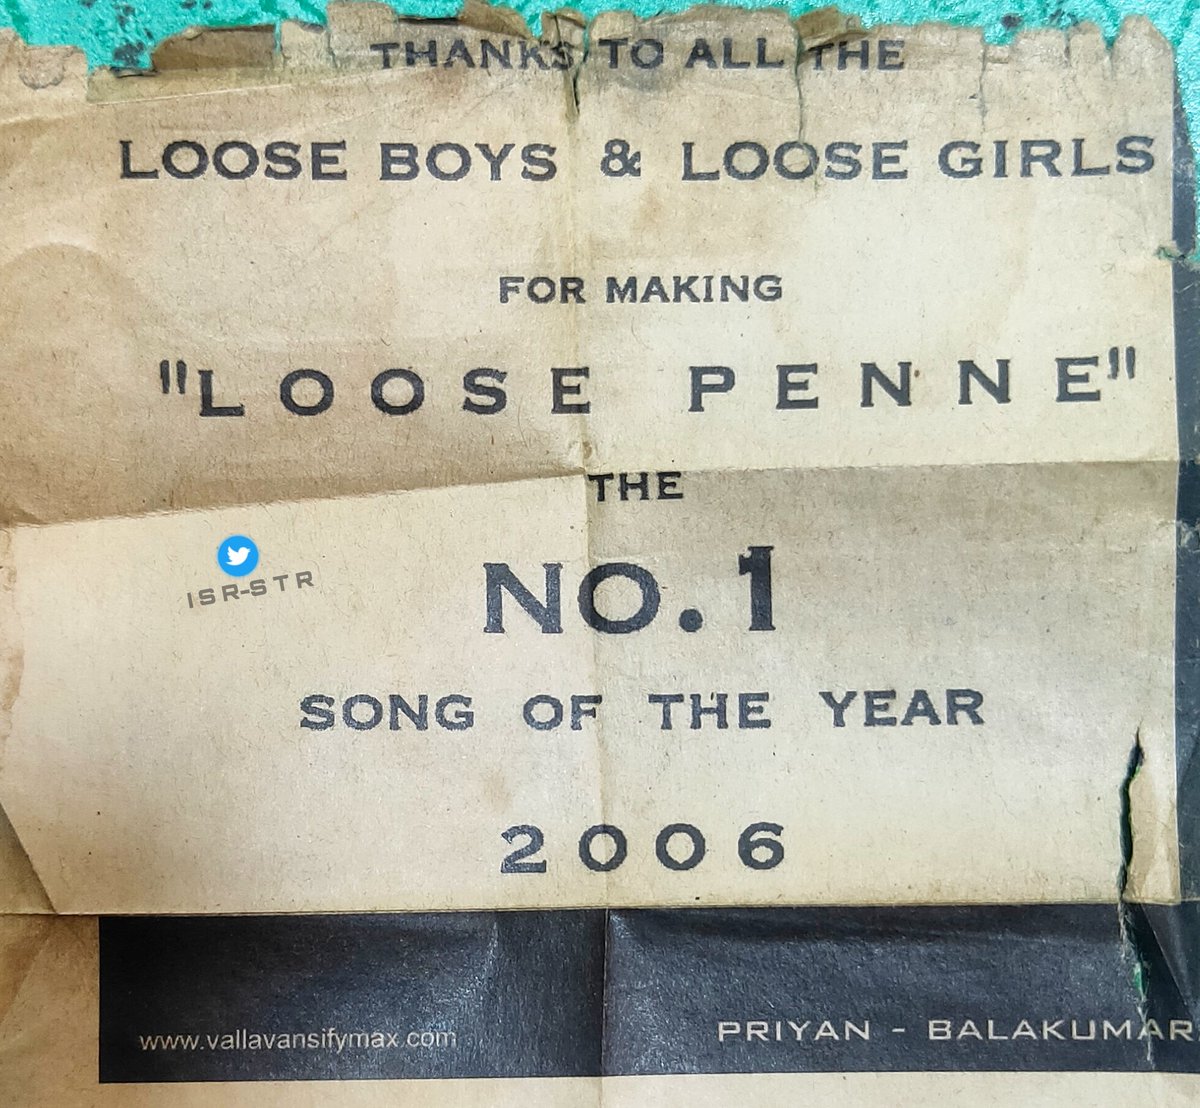 THANKS TO ALL THE
LOOSE BOYS & LOOSE GIRLS
FOR MAKING
"LOOSE PENNE"
THE
NO.1
ISR-STR
SONG OF THE YEAR
2006
www.vallavansifymax.com
PRIYAN - BALAKUMAR